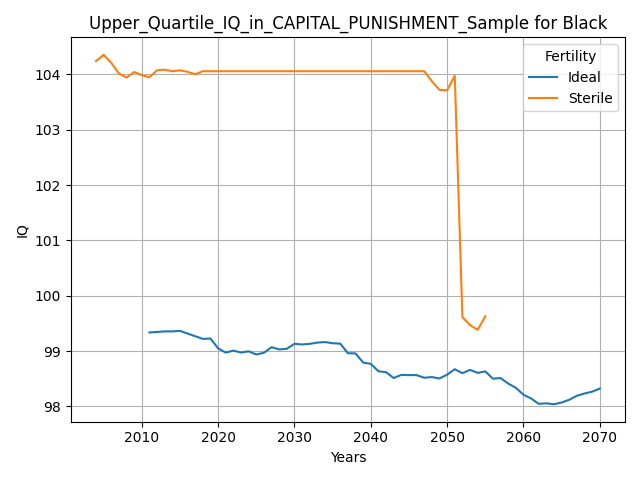 Upper_Quartile_IQ_in_CAPITAL_PUNISHMENT_Sample for Black
Fertility
Ideal
Sterile
IQ
104
103
102
101
100
99
98
2010 2020 2030 2040 2050 2060 2070
Years